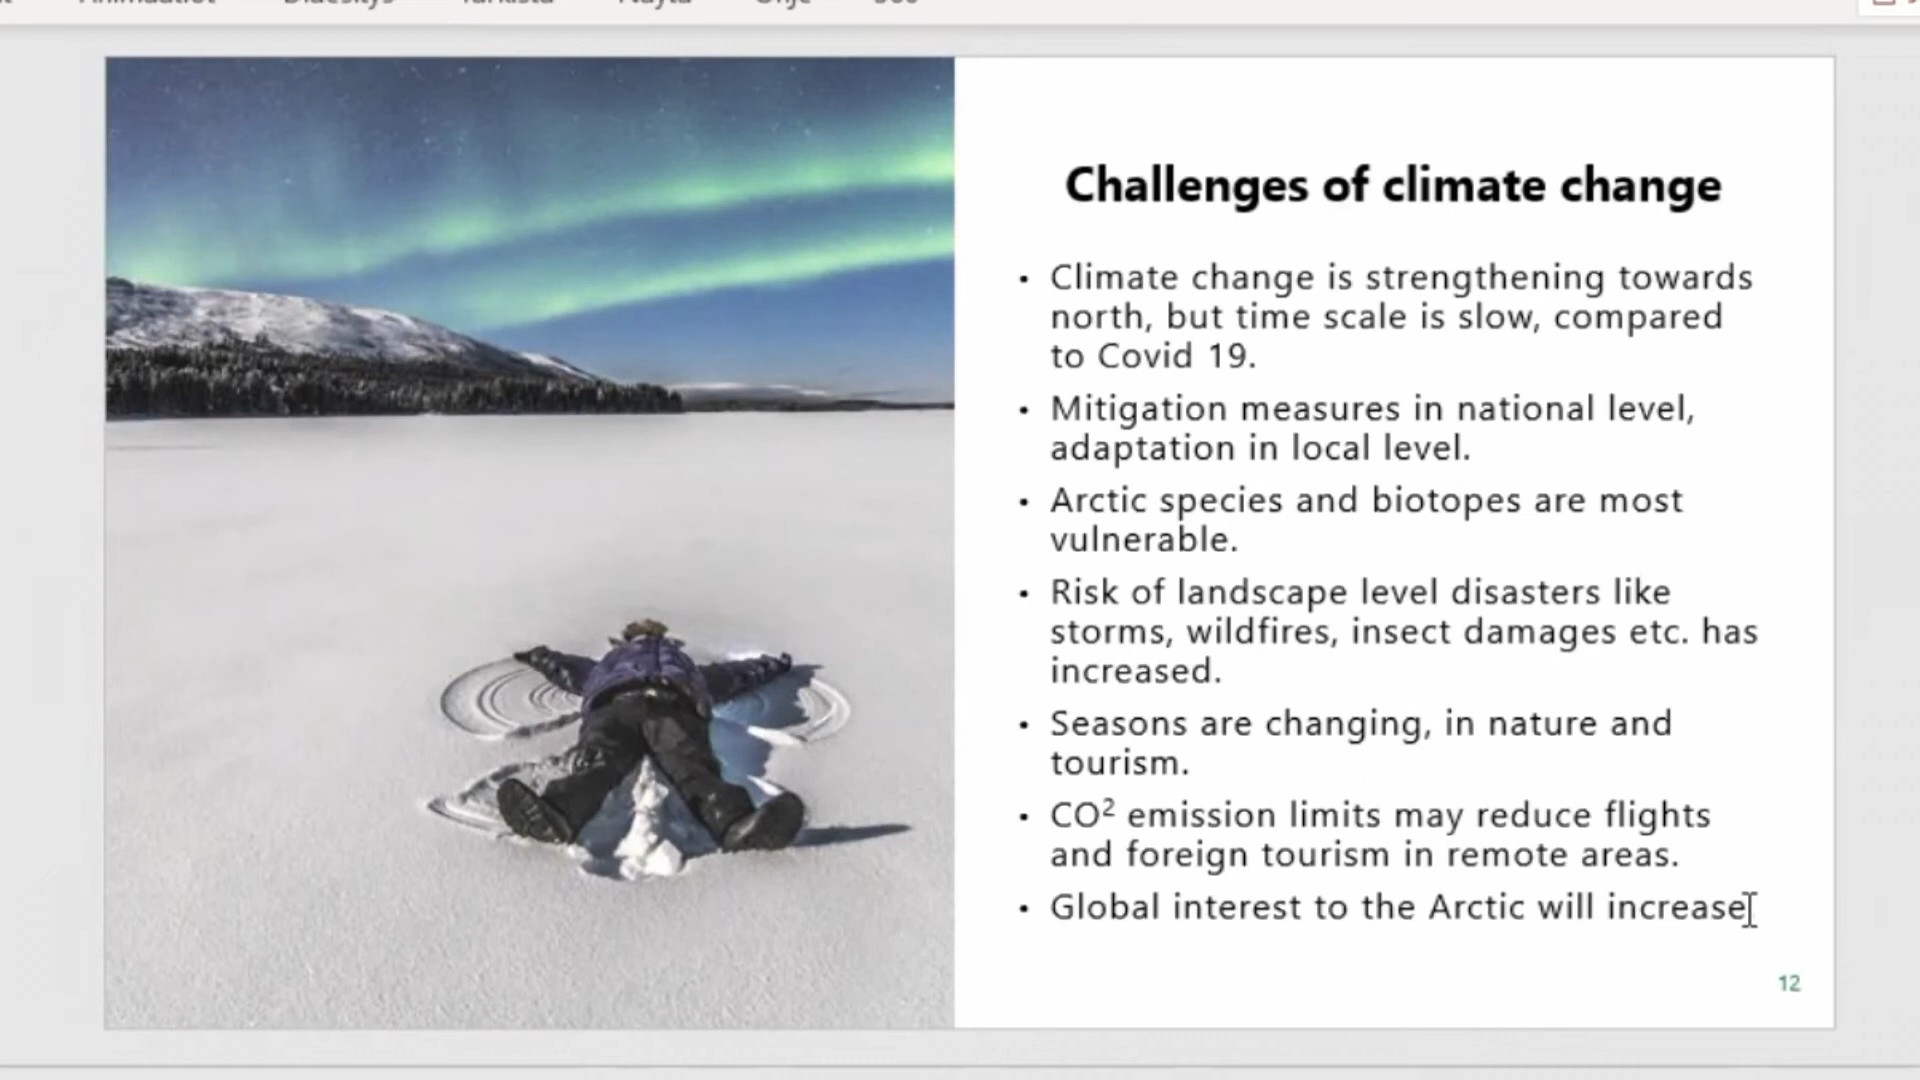 Challenges of climate change
• Climate change is strengthening towards
north, but time scale is slow, compared
to Covid 19.
• Mitigation measures in national level,
adaptation in local level.
• Arctic species and biotopes are most
vulnerable.
• Risk of landscape level disasters like
storms, wildfires, insect damages etc. has
increased.
• Seasons are changing, in nature and
tourism.
• CO² emission limits may reduce flights
and foreign tourism in remote areas.
• Global interest to the Arctic will increase
12